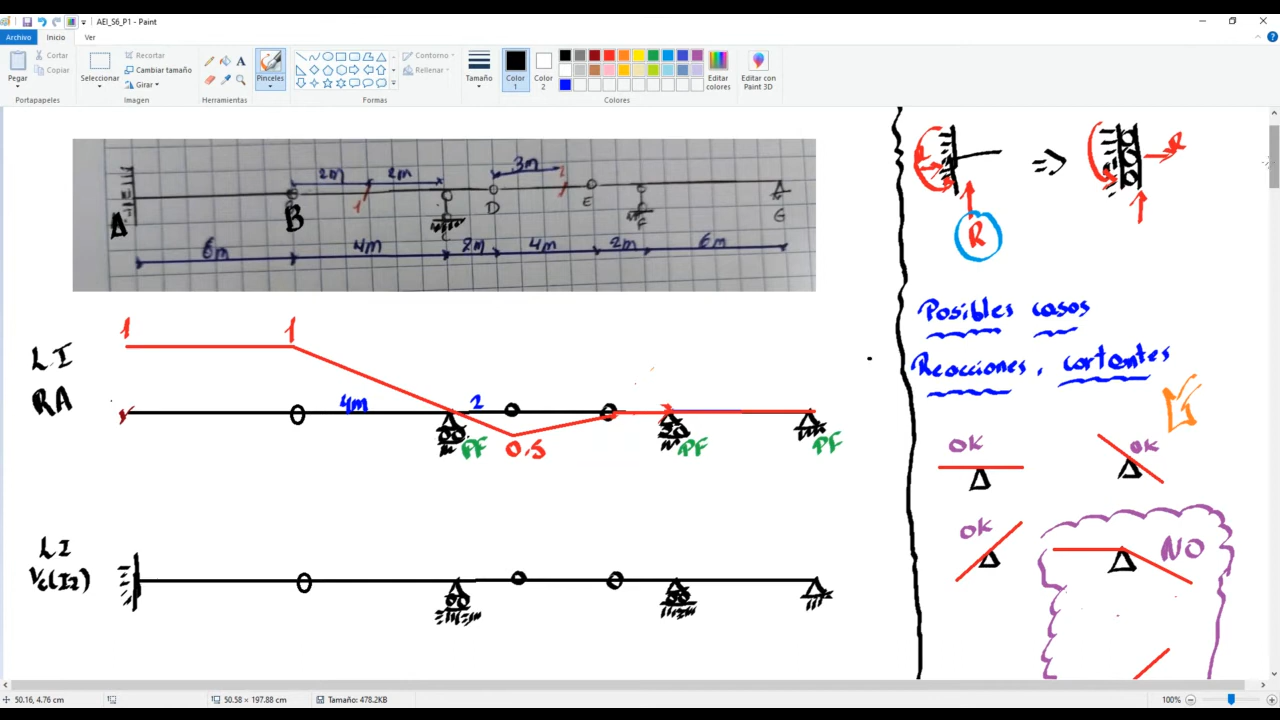 AEI_S6_P1 - Paint
Archivo Inicio Ver
Pegar
Cortar
Copiar
Portapapeles
Seleccionar
Recortar
Cambiar tamaño
Girar
Imagen
A
Herramientas
Pinceles
Contorno
Rellenar
Formas
Tamaño
Color 1
Color 2
Editar colores
Colores
Editar con Paint 3D
2m 2m 3m
1 2
A B D E F G
6m 4m 2m 4m 2m 6m
1 1
LI
RA
4m 2
PF 0.5 PF PF
LI
R R
R
=>
Posibles casos
Reacciones, cortantes
OK OK
OK NO
50.16, 4.76 cm
50.58 × 197.88 cm
Tamaño: 478.2KB
100%